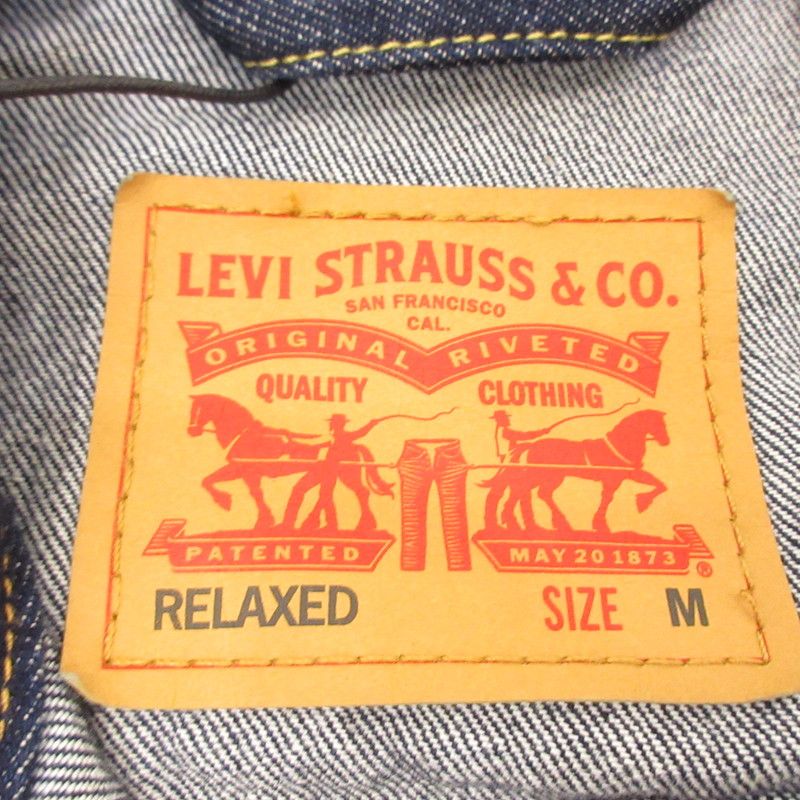 LEVI STRAUSS & CO.
SAN FRANCISCO
CAL.
ORIGINAL RIVETED
QUALITY CLOTHING
PATENTED MAY 20 1873 ®
RELAXED SIZE M